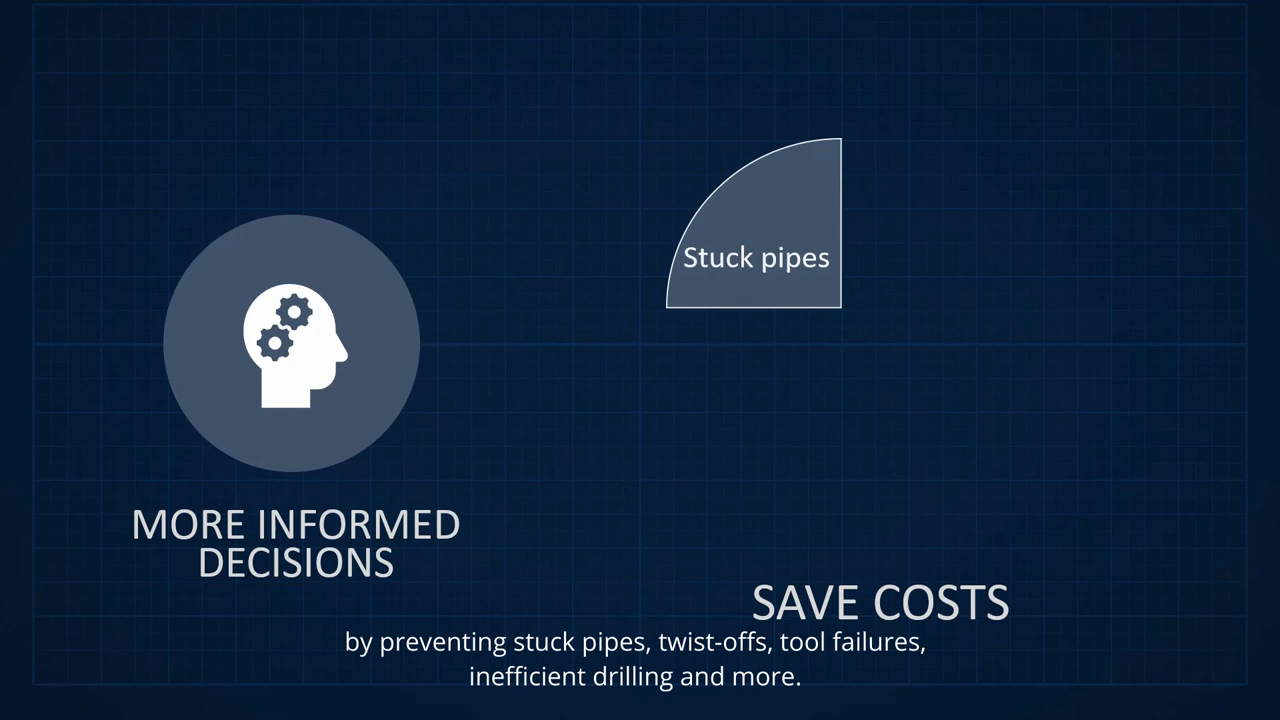 Stuck pipes
MORE INFORMED
DECISIONS
SAVE COSTS
by preventing stuck pipes, twist-offs, tool failures,
inefficient drilling and more.